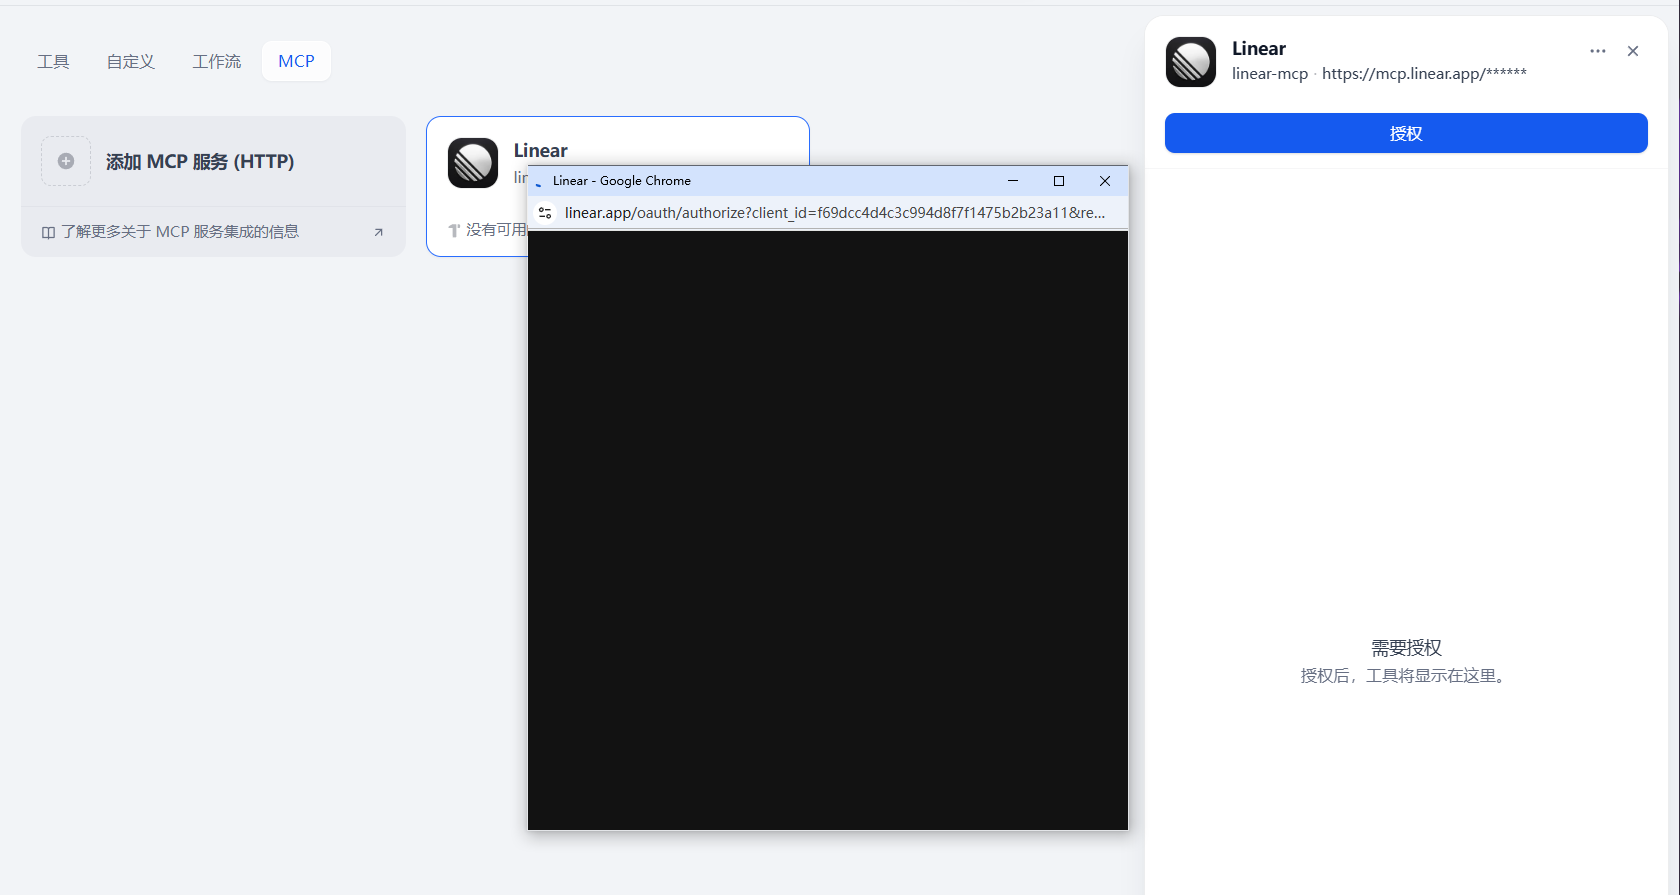 工具
自定义
工作流
MCP
添加 MCP 服务 (HTTP)
了解更多关于 MCP 服务集成的信息
Linear
没有可用
Linear - Google Chrome
linear.app/oauth/authorize?client_id=f69dcc4d4c3c994d8f7f1475b2b23a11&re...
Linear
linear-mcp · https://mcp.linear.app/******
授权
需要授权
授权后，工具将显示在这里。